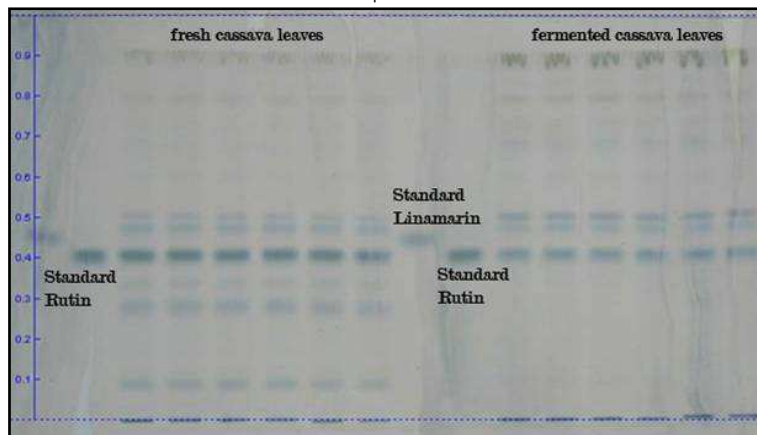 fresh cassava leaves
fermented cassava leaves
0.9
0.8
0.7
0.6
0.5
0.4
0.3
0.2
0.1
Standard
Rutin
Standard
Linamarin
Standard
Rutin